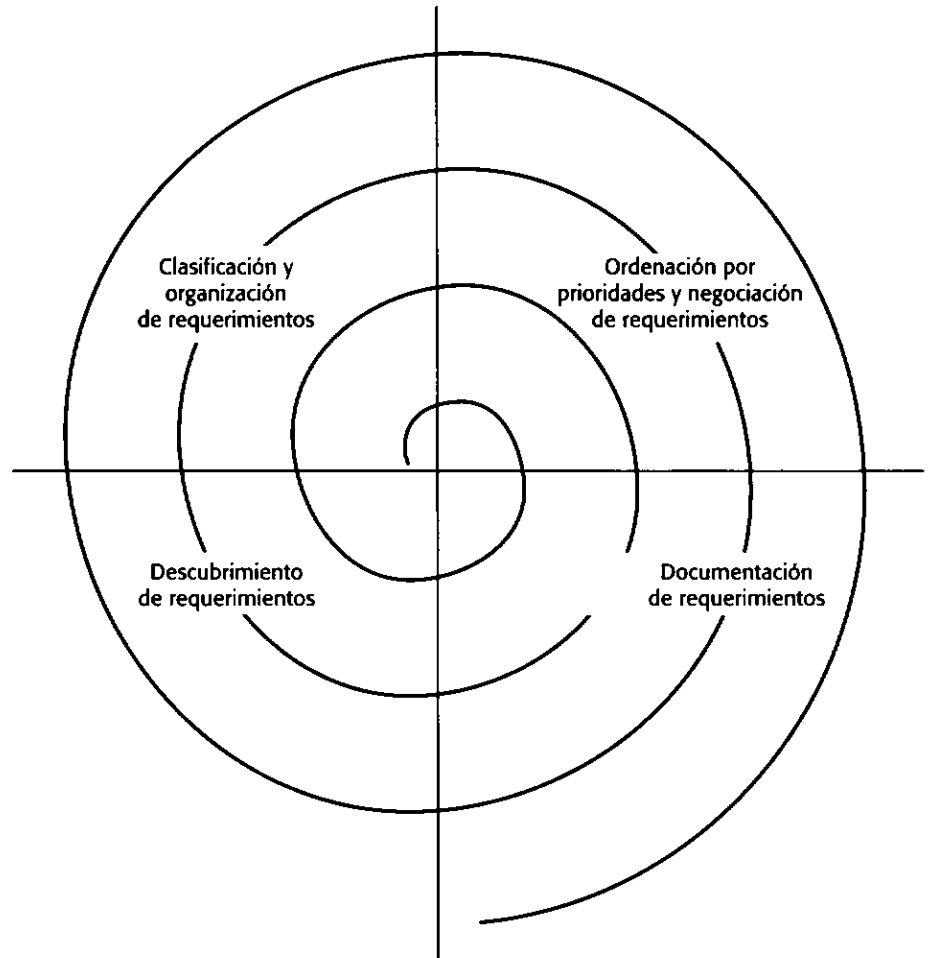 Clasificación y
organización
de requerimientos
Ordenación por
prioridades y negociación
de requerimientos
Descubrimiento
de requerimientos
Documentación
de requerimientos